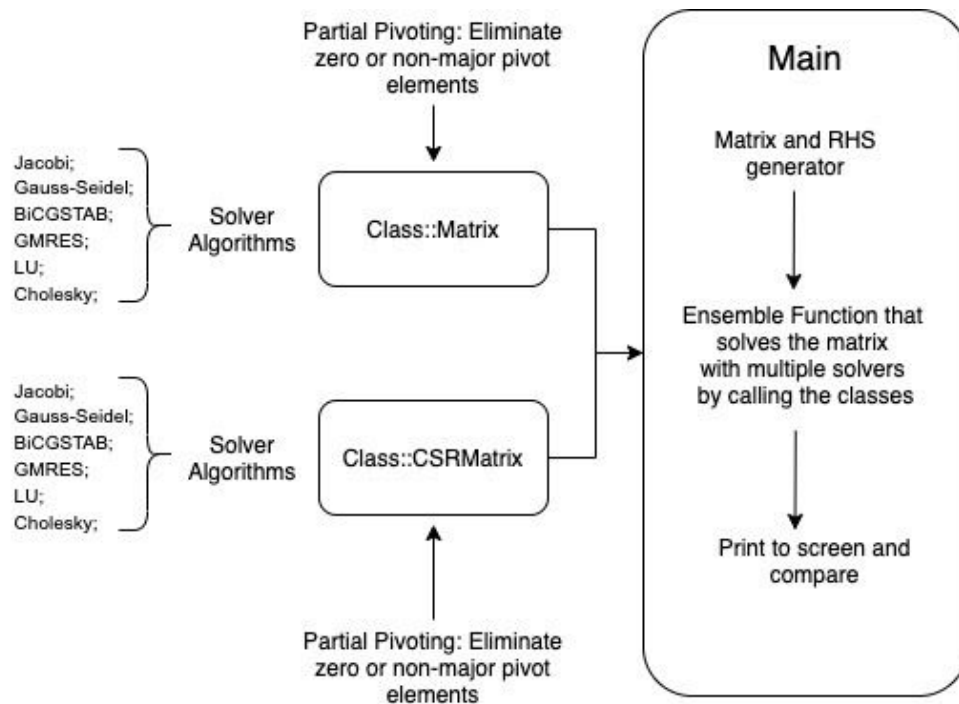 Partial Pivoting: Eliminate
zero or non-major pivot
elements
Jacobi;
Gauss-Seidel;
BiCGSTAB;
GMRES;
LU;
Cholesky;
Solver
Algorithms
Class::Matrix
Jacobi;
Gauss-Seidel;
BiCGSTAB;
GMRES;
LU;
Cholesky;
Solver
Algorithms
Class::CSRMatrix
Partial Pivoting: Eliminate
zero or non-major pivot
elements
Main
Matrix and RHS
generator
Ensemble Function that
solves the matrix
with multiple solvers
by calling the classes
Print to screen and
compare